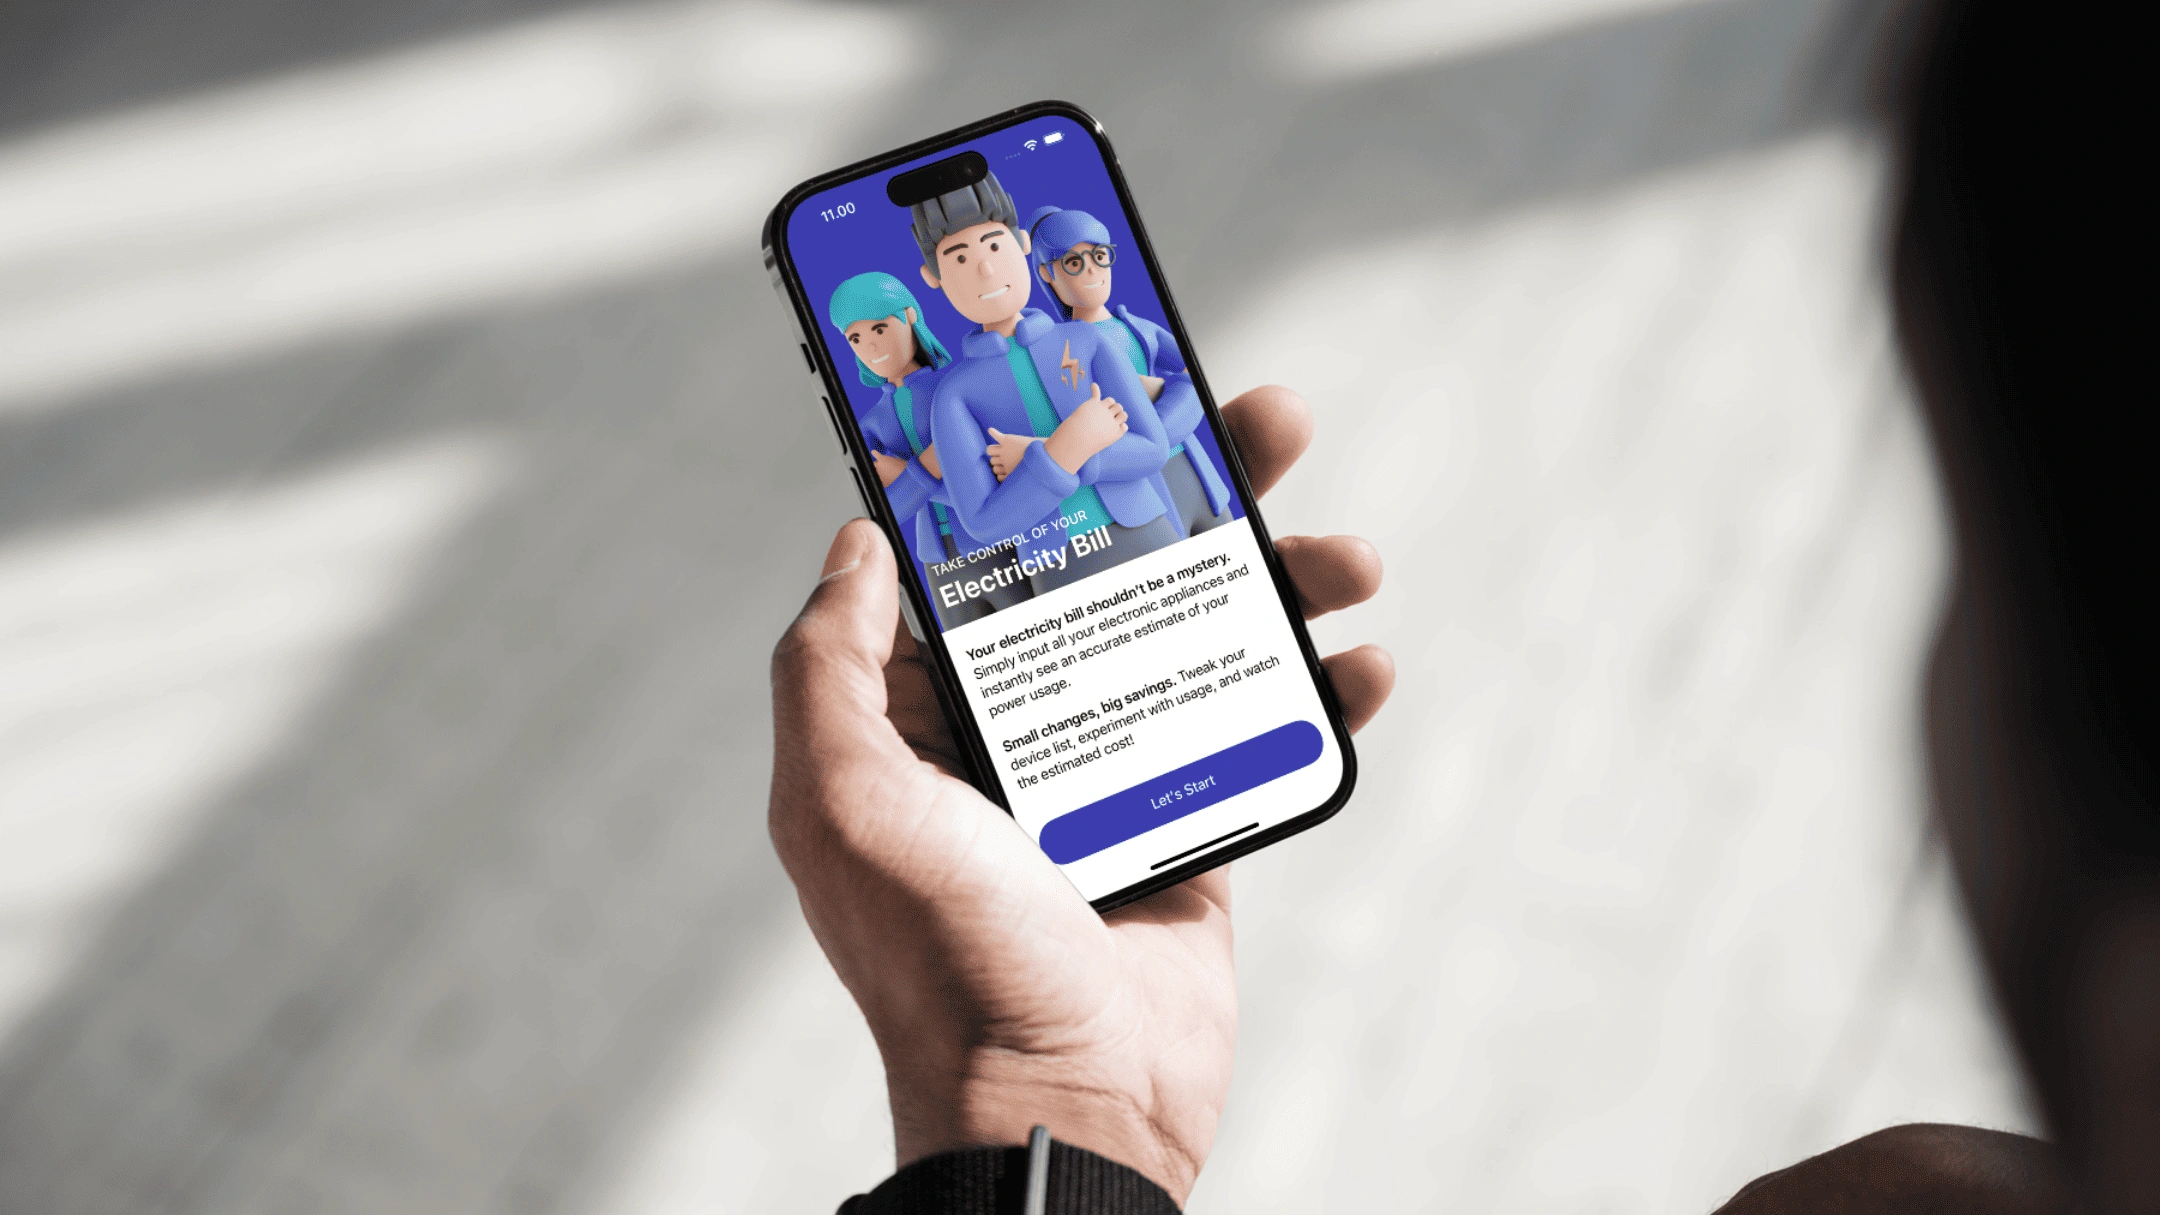 11.00
TAKE CONTROL OF YOUR
Electricity Bill
Your electricity bill shouldn't be a mystery.
Simply input all your electronic appliances and
instantly see an accurate estimate of your
power usage.
Small changes, big savings. Tweak your
device list, experiment with usage, and watch
the estimated cost!
Let's Start